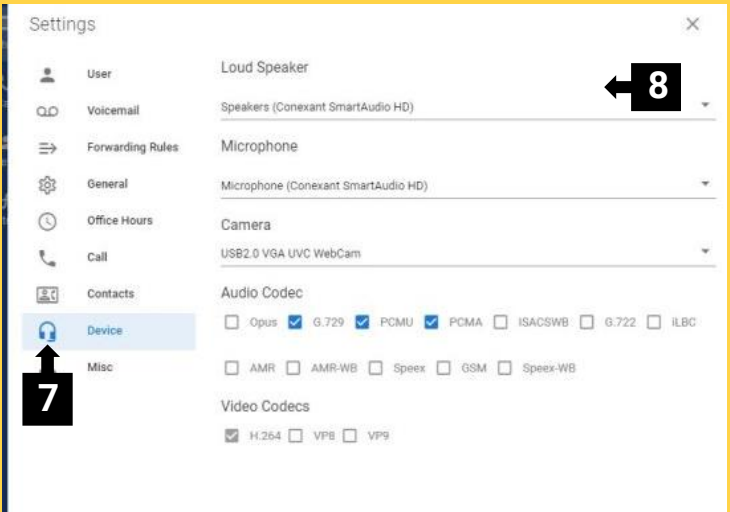 Settings
User
Voicemail
Forwarding Rules
General
Office Hours
Call
Contacts
Device
Misc
7
Loud Speaker
8
Speakers (Conexant SmartAudio HD)
Microphone
Microphone (Conexant SmartAudio HD)
Camera
USB2.0 VGA UVC WebCam
Audio Codec
Opus G.729 PCMU PCMA ISACSWB G.722 iLBC
AMR AMR-WB Speex GSM Speex-WB
Video Codecs
H.264 VP8 VP9